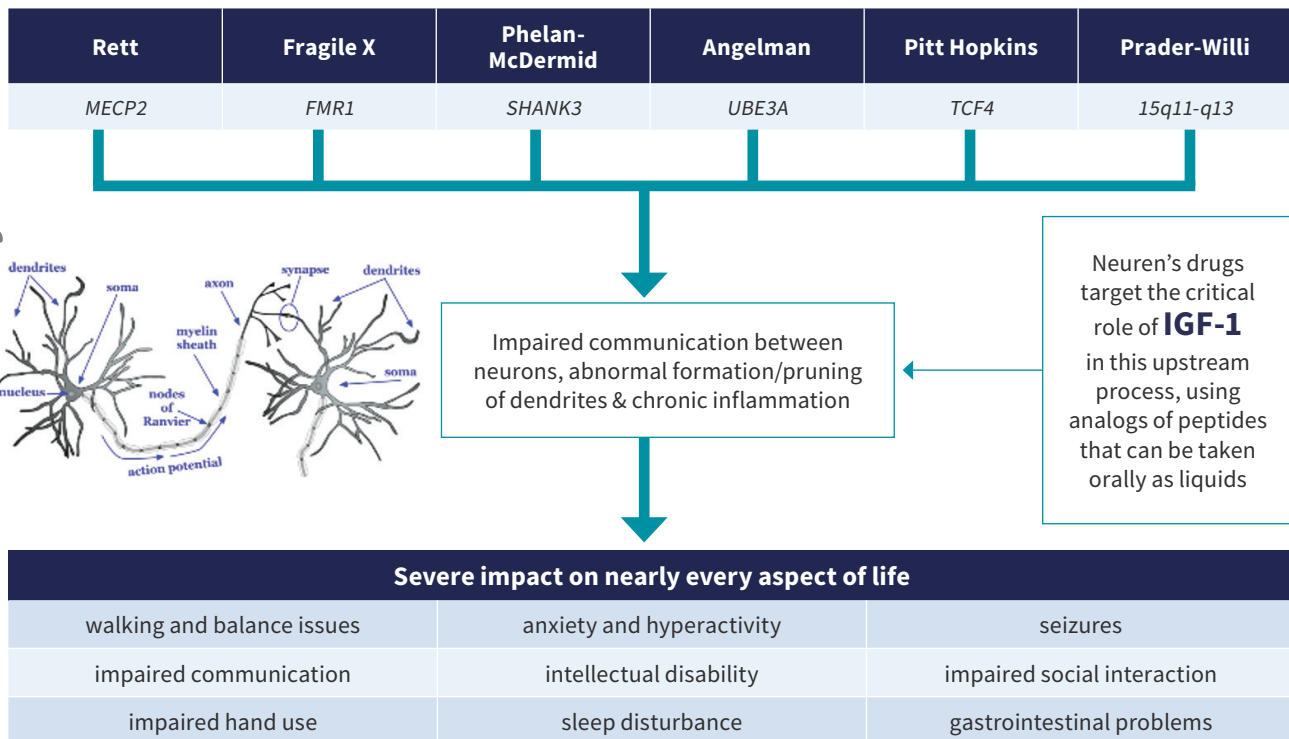 Rett
Fragile X
Phelan-
McDermid
Angelman
Pitt Hopkins
Prader-Willi
MECP2
FMR1
SHANK3
UBE3A
TCF4
15q11-q13
dendrites
soma
axon
synapse
dendrites
myelin
sheath
soma
nucleus
nodes
of
Ranvier
action potential
Impaired communication between
neurons, abnormal formation/pruning
of dendrites & chronic inflammation
Neuren's drugs
target the critical
role of IGF-1
in this upstream
process, using
analogs of peptides
that can be taken
orally as liquids
Severe impact on nearly every aspect of life
walking and balance issues
anxiety and hyperactivity
seizures
impaired communication
intellectual disability
impaired social interaction
impaired hand use
sleep disturbance
gastrointestinal problems